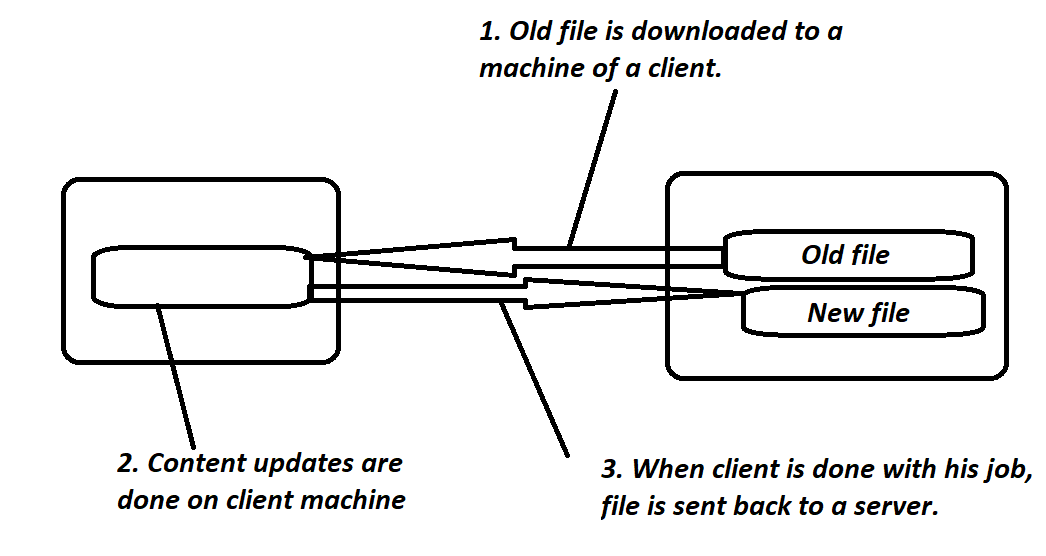 1. Old file is downloaded to a
machine of a client.
Old file
New file
2. Content updates are
done on client machine
3. When client is done with his job,
file is sent back to a server.